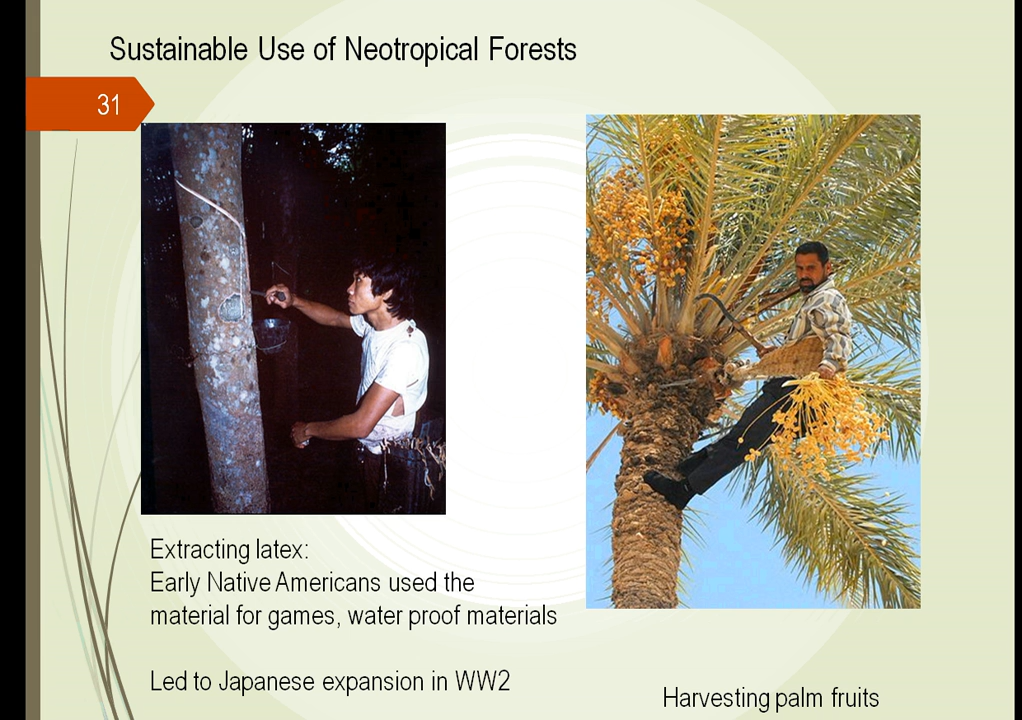 Sustainable Use of Neotropical Forests
31
Extracting latex:
Early Native Americans used the
material for games, water proof materials
Led to Japanese expansion in WW2
Harvesting palm fruits